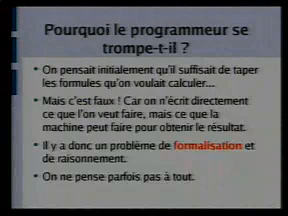 Pourquoi le programmeur se
trompe-t-il ?
• On pensait initialement qu'il suffisait de taper
les formules qu'on voulait calculer...
• Mais c'est faux ! Car on n'écrit directement
ce que l'on veut faire, mais ce que ce que la
machine peut faire pour obtenir le résultat.
• Il y a donc un problème de formalisation et
de raisonnement.
• On ne pense parfois pas à tout.